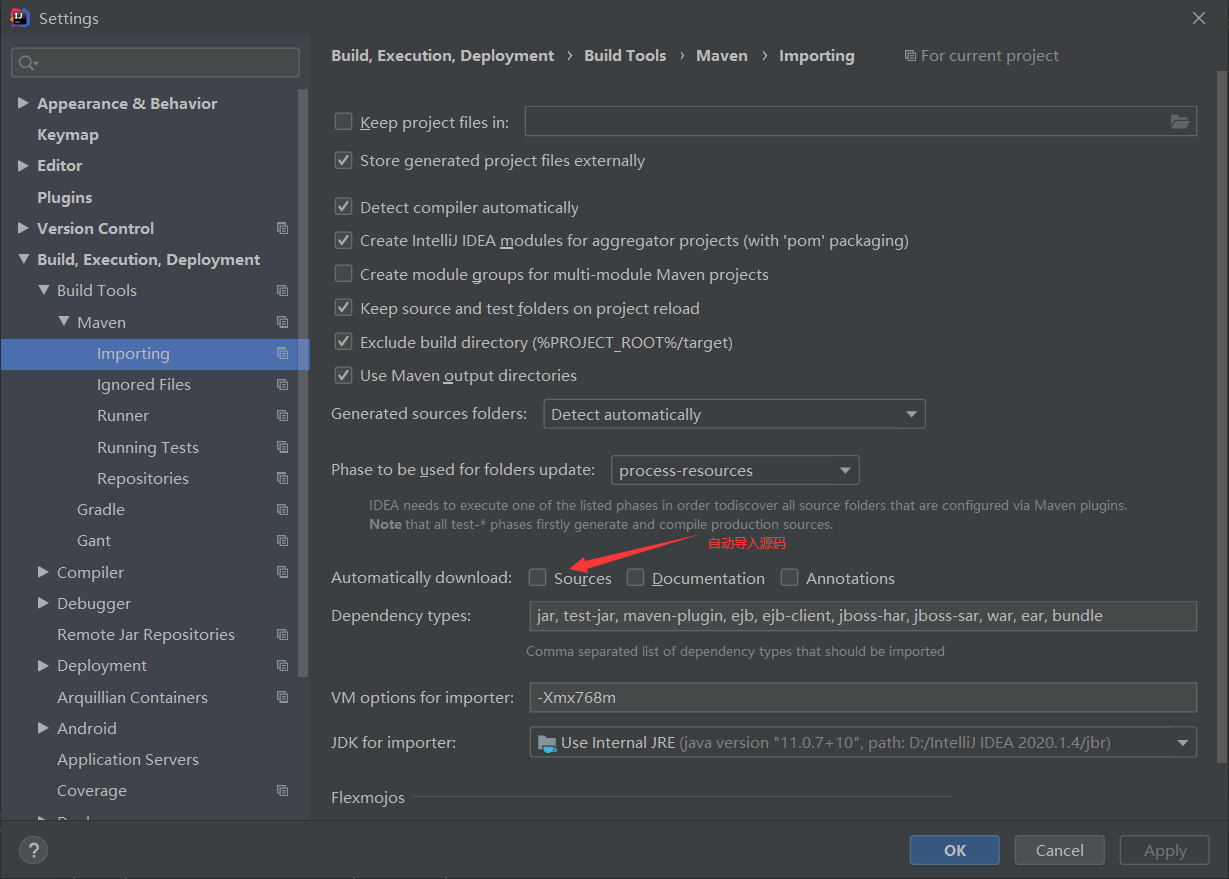 Settings
Appearance & Behavior
Keymap
Editor
Plugins
Version Control
Build, Execution, Deployment
Build Tools
Maven
Importing
Ignored Files
Runner
Running Tests
Repositories
Gradle
Gant
Compiler
Debugger
Remote Jar Repositories
Deployment
Arquillian Containers
Android
Application Servers
Coverage
Build, Execution, Deployment › Build Tools › Maven › Importing For current project
Keep project files in:
Store generated project files externally
Detect compiler automatically
Create IntelliJ IDEA modules for aggregator projects (with 'pom' packaging)
Create module groups for multi-module Maven projects
Keep source and test folders on project reload
Exclude build directory (%PROJECT_ROOT%/target)
Use Maven output directories
Generated sources folders: Detect automatically
Phase to be used for folders update: process-resources
IDEA needs to execute one of the listed phases in order todiscover all source folders that are configured via Maven plugins.
Note that all test-* phases firstly generate and compile production sources.
自动导入源码
Automatically download: Sources Documentation Annotations
Dependency types: jar, test-jar, maven-plugin, ejb, ejb-client, jboss-har, jboss-sar, war, ear, bundle
Comma separated list of dependency types that should be imported
VM options for importer: -Xmx768m
JDK for importer: Use Internal JRE (java version "11.0.7+10", path: D:/IntelliJ IDEA 2020.1.4/jbr)
Flexmojos
? OK Cancel Apply